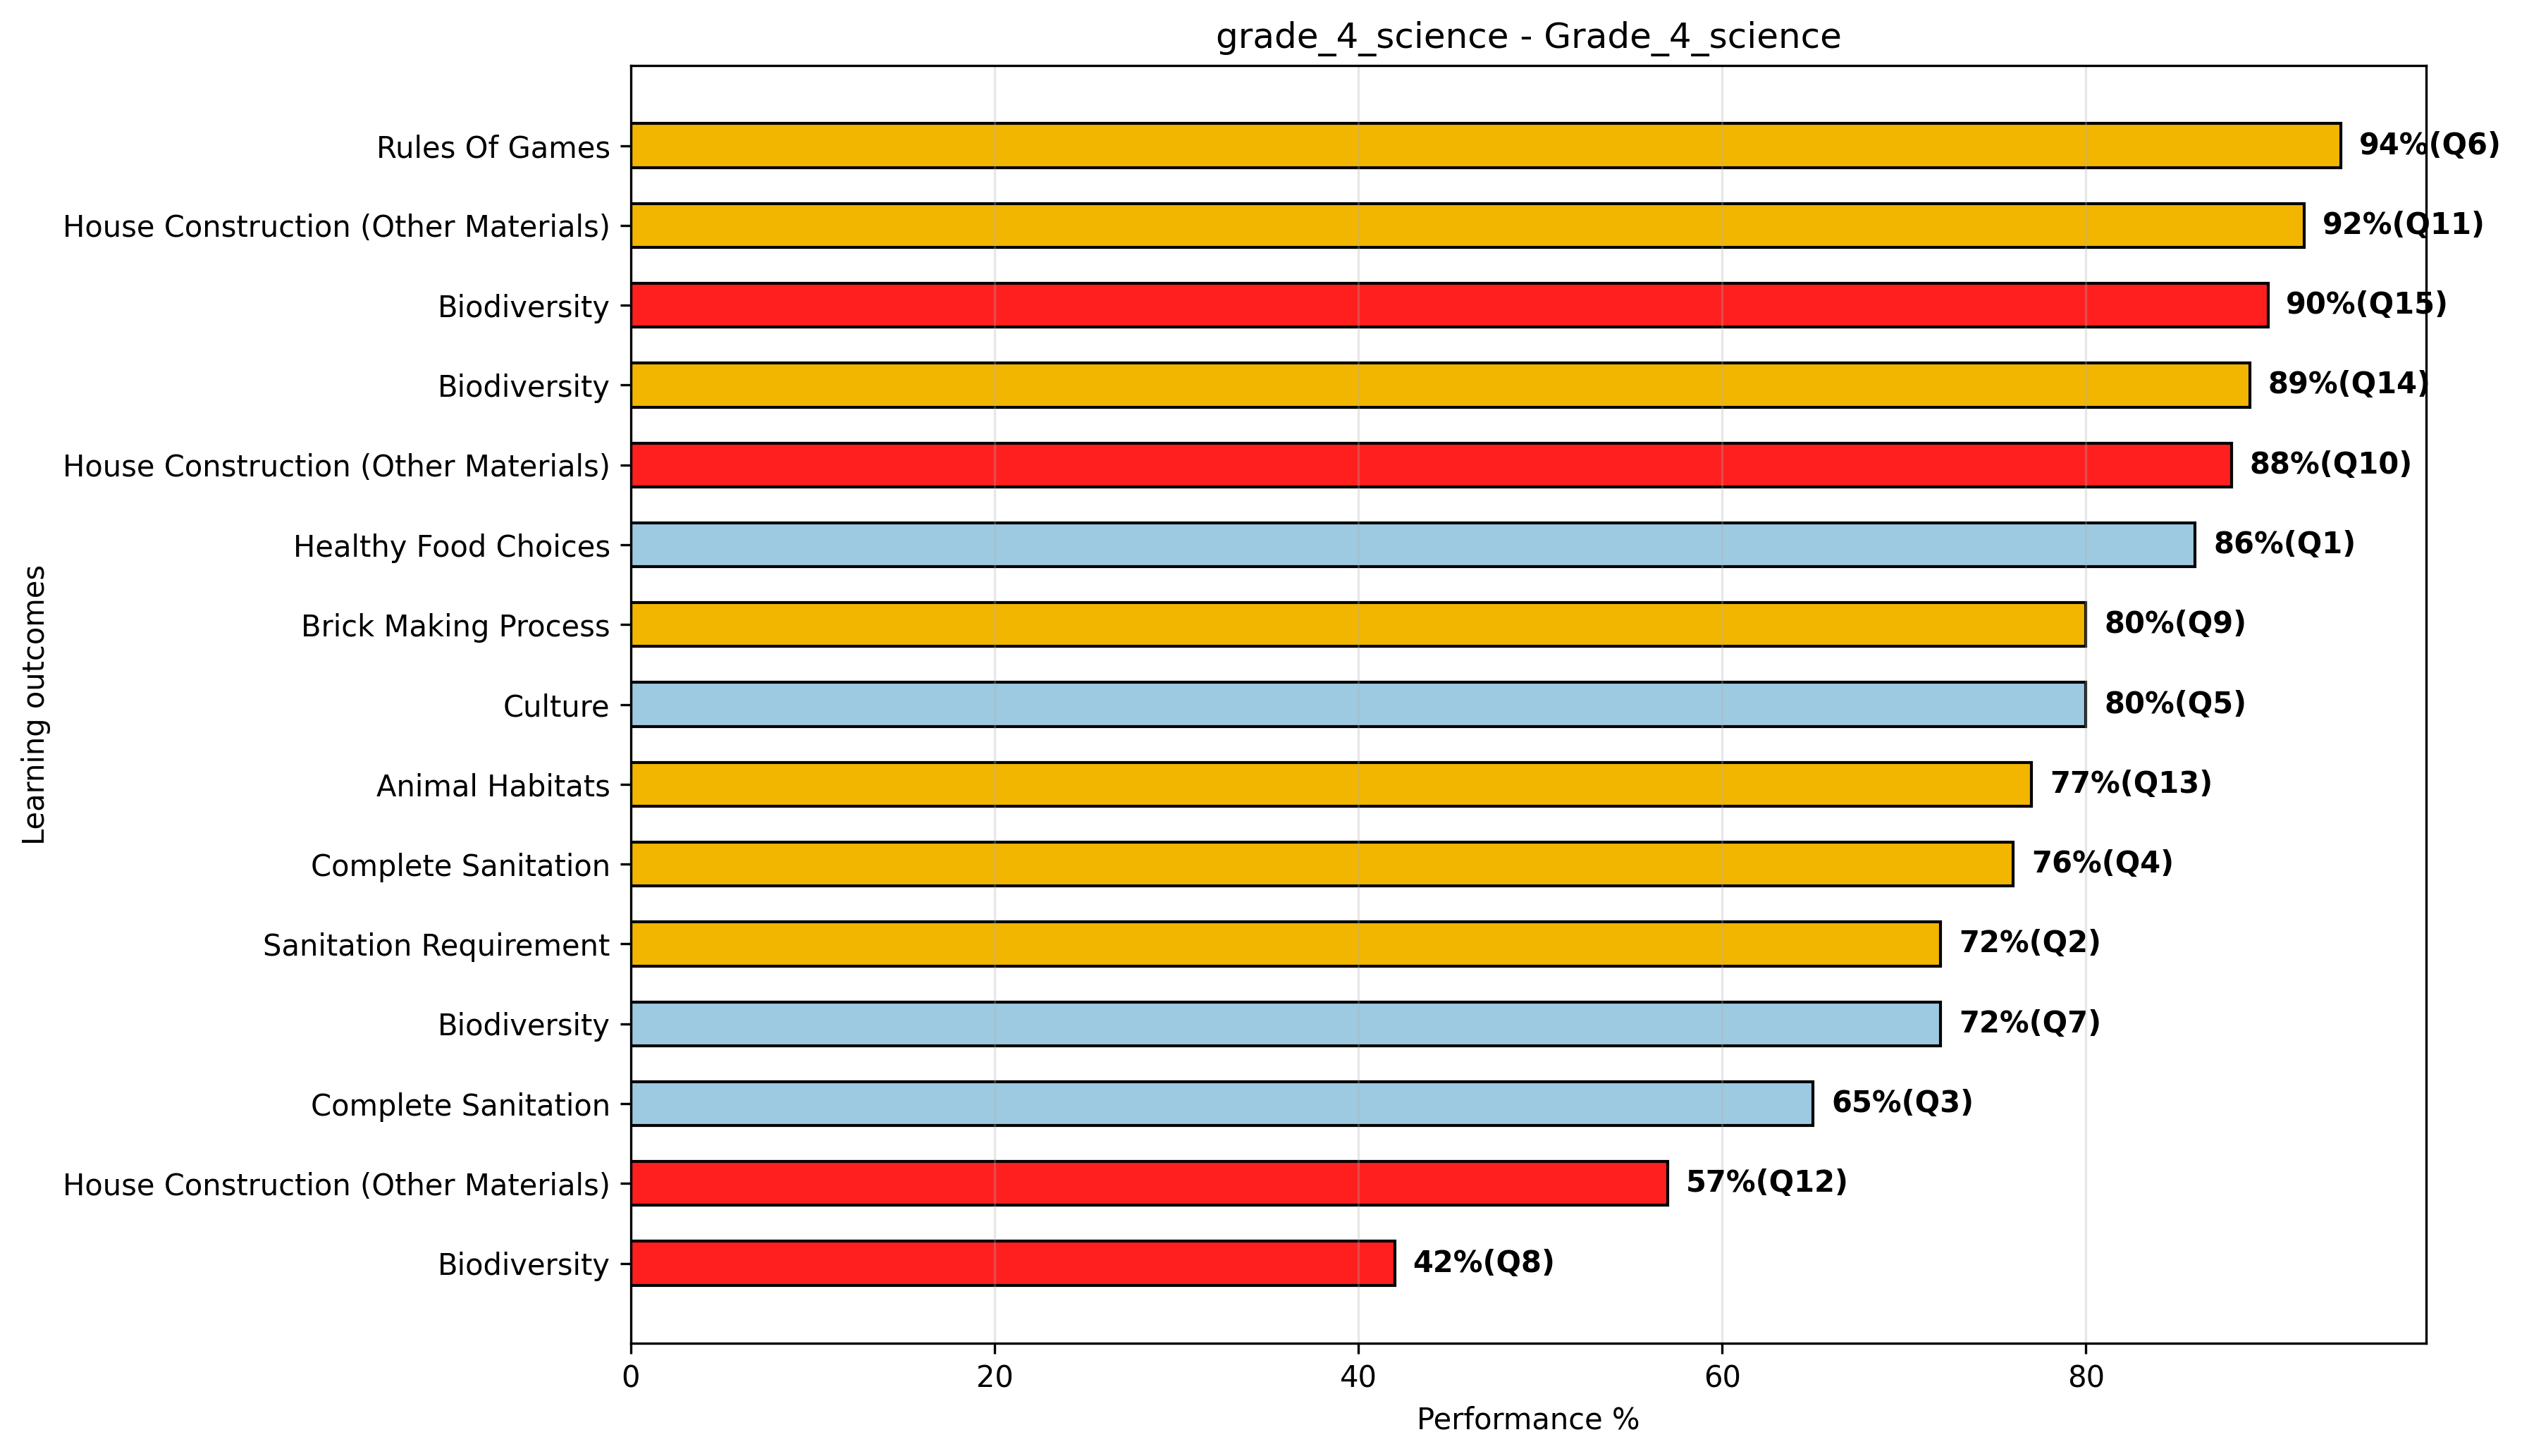 grade_4_science - Grade_4_science
Rules Of Games 94%(Q6)
House Construction (Other Materials) 92%(Q11)
Biodiversity 90%(Q15)
Biodiversity 89%(Q14)
House Construction (Other Materials) 88%(Q10)
Healthy Food Choices 86%(Q1)
Brick Making Process 80%(Q9)
Culture 80%(Q5)
Animal Habitats 77%(Q13)
Complete Sanitation 76%(Q4)
Sanitation Requirement 72%(Q2)
Biodiversity 72%(Q7)
Complete Sanitation 65%(Q3)
House Construction (Other Materials) 57%(Q12)
Biodiversity 42%(Q8)
Learning outcomes
0 20 40 60 80
Performance %